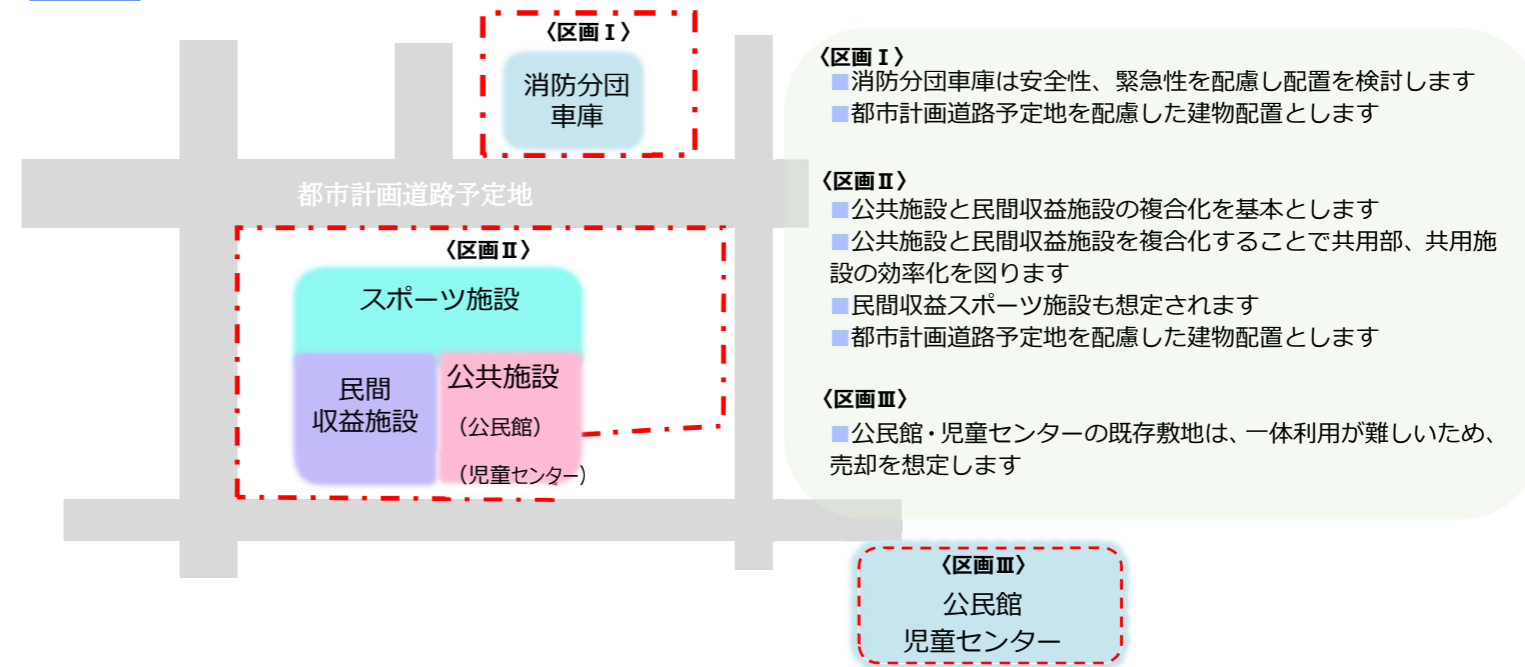 〈区画Ⅰ〉
消防分団
車庫
都市計画道路予定地
〈区画Ⅱ〉
スポーツ施設
民間
収益施設
公共施設
（公民館）
（児童センター）
〈区画Ⅲ〉
公民館
児童センター
〈区画Ⅰ〉
■消防分団車庫は安全性、緊急性を配慮し配置を検討します
■都市計画道路予定地を配慮した建物配置とします
〈区画Ⅱ〉
■公共施設と民間収益施設の複合化を基本とします
■公共施設と民間収益施設を複合化することで共用部、共用施
設の効率化を図ります
■民間収益スポーツ施設も想定されます
■都市計画道路予定地を配慮した建物配置とします
〈区画Ⅲ〉
■公民館・児童センターの既存敷地は、一体利用が難しいため、
売却を想定します